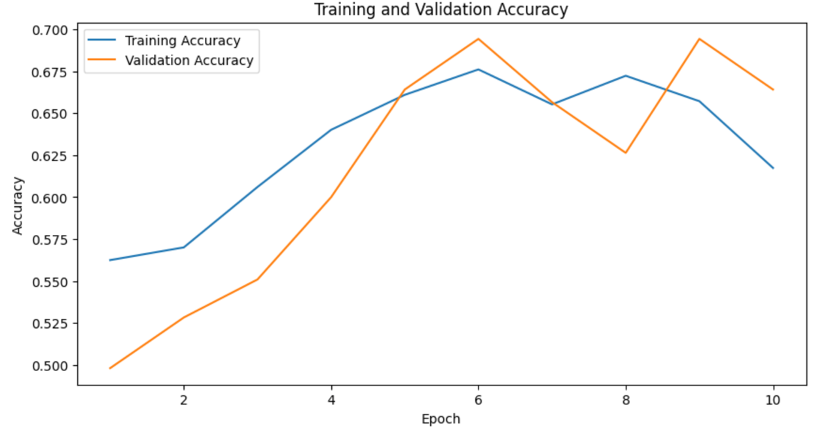 Training and Validation Accuracy
Training Accuracy
Validation Accuracy
0.700
0.675
0.650
0.625
0.600
0.575
0.550
0.525
0.500
Accuracy
2 4 6 8 10
Epoch